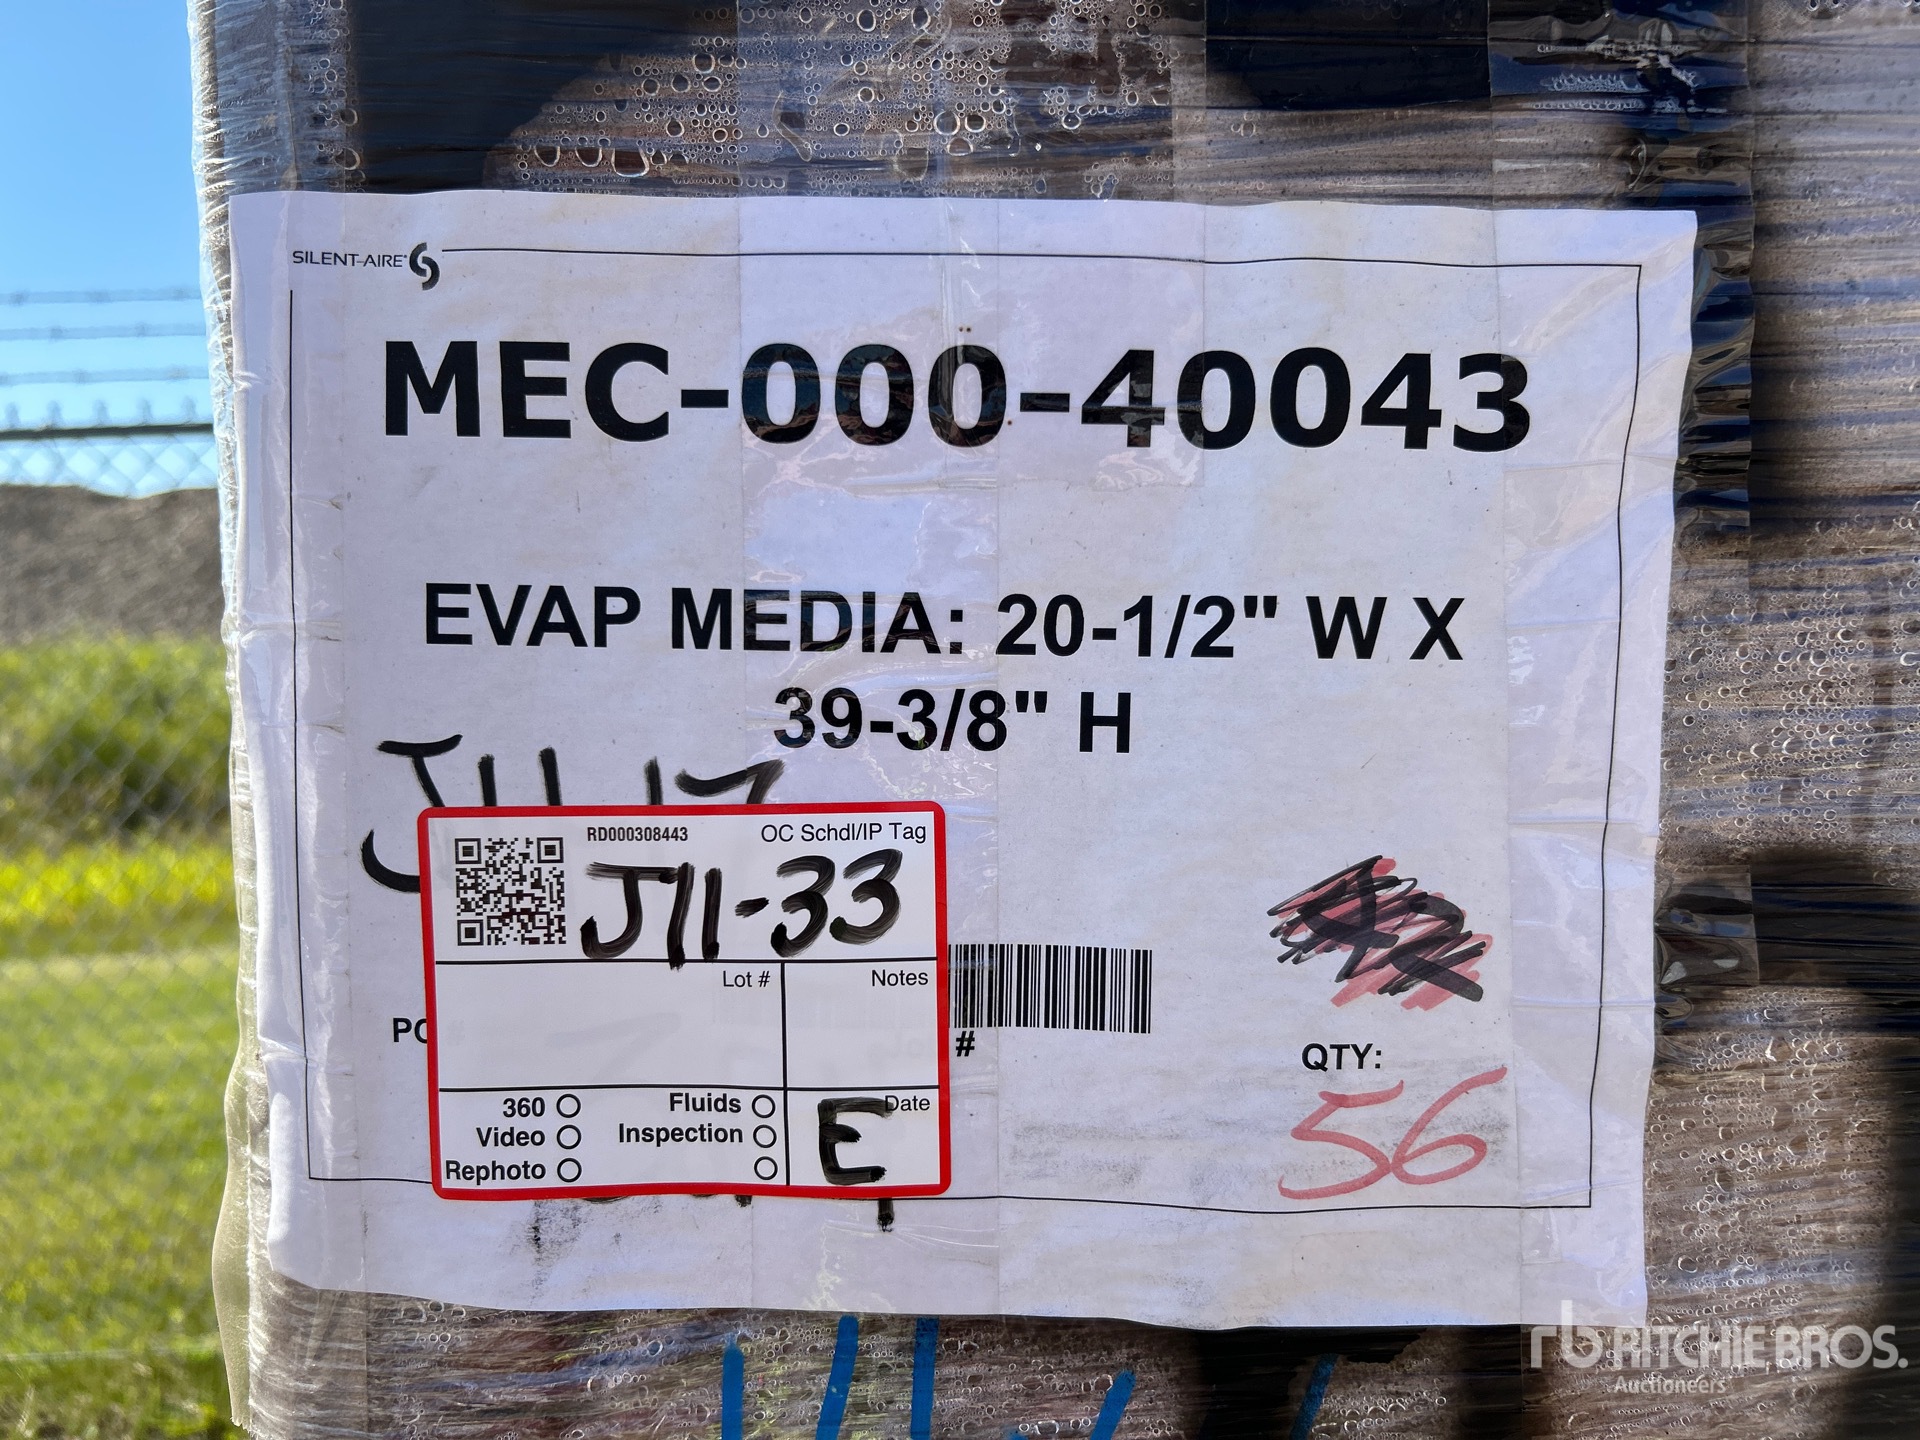 SILENT-AIRE
MEC-000-40043
EVAP MEDIA: 20-1/2" W X
39-3/8" H
RD000308443
OC Schdl/IP Tag
J11-33
Lot #
Notes
PO
#
QTY:
56
360
Fluids
Date
E
Video
Inspection
Rephoto
rb RITCHIE BROS.
Auctioneers